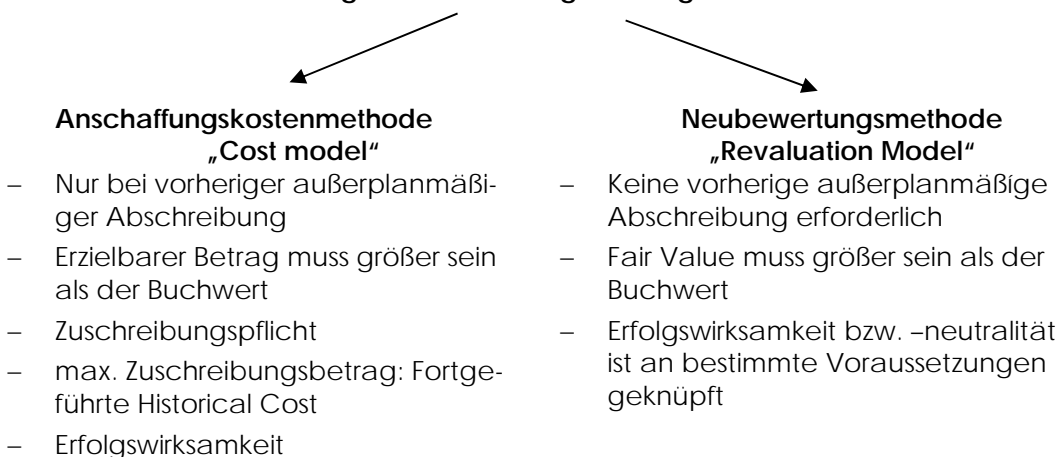 Anschaffungskostenmethode
„Cost model“
– Nur bei vorheriger außerplanmäßi-
ger Abschreibung
– Erzielbarer Betrag muss größer sein
als der Buchwert
– Zuschreibungspflicht
– max. Zuschreibungsbetrag: Fortge-
führte Historical Cost
– Erfolgswirksamkeit
Neubewertungsmethode
„Revaluation Model“
– Keine vorherige außerplanmäßíge
Abschreibung erforderlich
– Fair Value muss größer sein als der
Buchwert
– Erfolgswirksamkeit bzw. –neutralität
ist an bestimmte Voraussetzungen
geknüpft